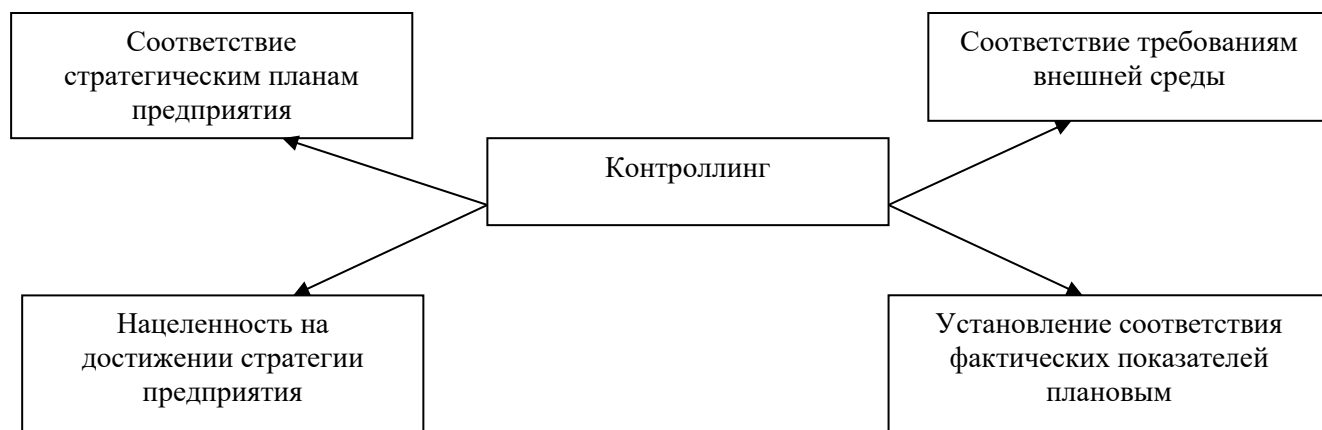 Соответствие
стратегическим планам
предприятия
Соответствие требованиям
внешней среды
Контроллинг
Нацеленность на
достижении стратегии
предприятия
Установление соответствия
фактических показателей
плановым